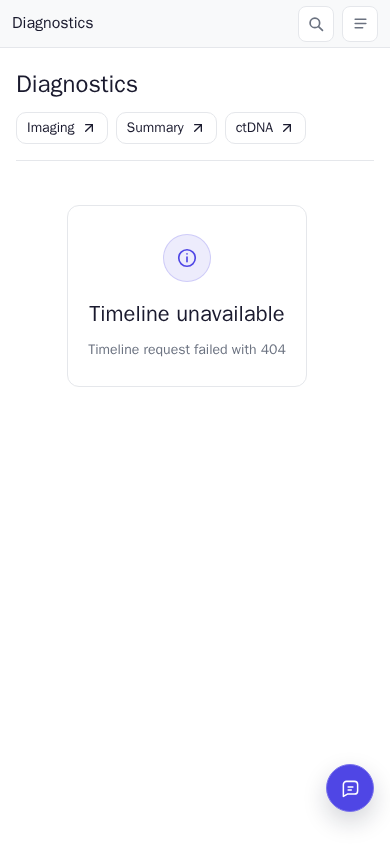 Diagnostics
Diagnostics
Imaging
Summary
ctDNA
Timeline unavailable
Timeline request failed with 404